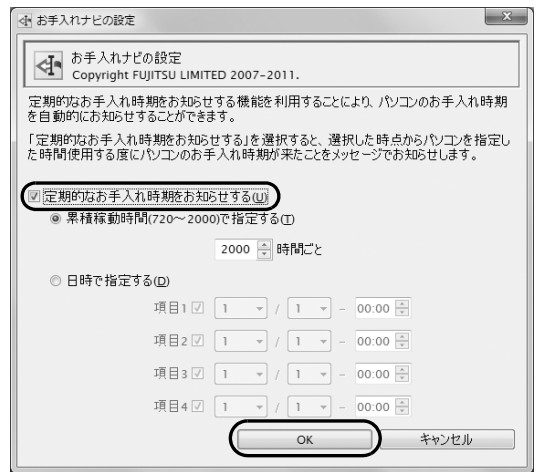 お手入れナビの設定
お手入れナビの設定
Copyright FUJITSU LIMITED 2007-2011.
定期的なお手入れ時期をお知らせする機能を利用することにより、パソコンのお手入れ時期
を自動的にお知らせすることができます。
「定期的なお手入れ時期をお知らせする」を選択すると、選択した時点からパソコンを指定し
た時間使用する度にパソコンのお手入れ時期が来たことをメッセージでお知らせします。
定期的なお手入れ時期をお知らせする(U)
累積稼動時間(720～2000)で指定する(T)
2000 時間ごと
日時で指定する(D)
項目1 1 / 1 - 00:00
項目2 1 / 1 - 00:00
項目3 1 / 1 - 00:00
項目4 1 / 1 - 00:00
OK キャンセル